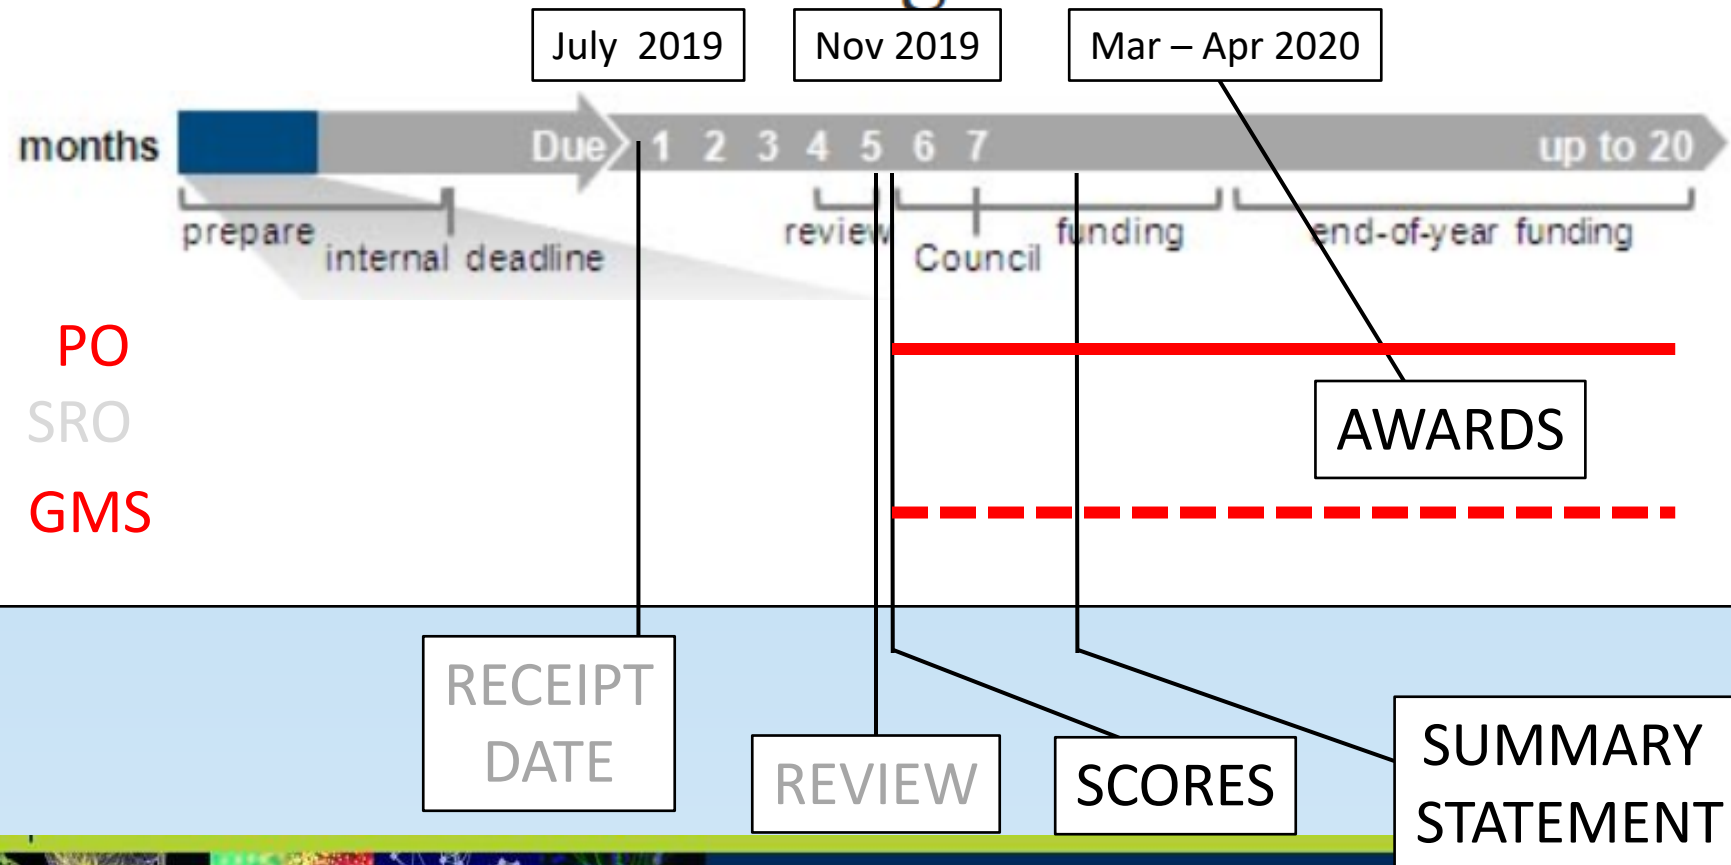 July 2019
Nov 2019
Mar – Apr 2020
months
Due 1 2 3 4 5 6 7 up to 20
prepare
internal deadline
review
Council
funding
end-of-year funding
PO
SRO
GMS
AWARDS
RECEIPT
DATE
REVIEW
SCORES
SUMMARY
STATEMENT